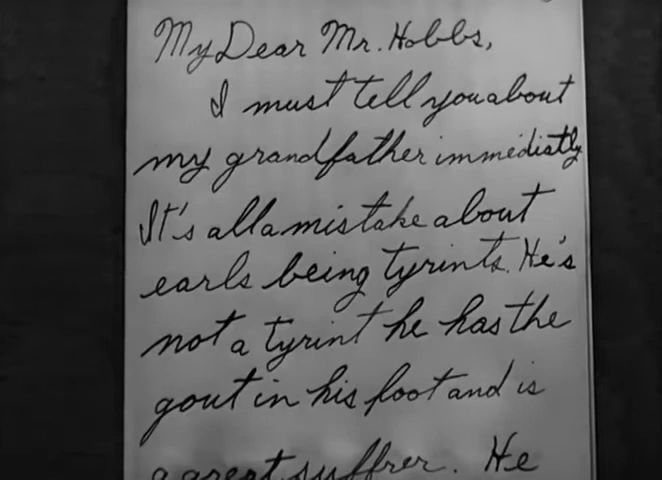 My Dear Mr. Hobbs,
I must tell you about
my grandfather immediatly
It's all a mistake about
earls being tyrints. He's
not a tyrint he has the
gout in his foot and is
a great suffrer. He